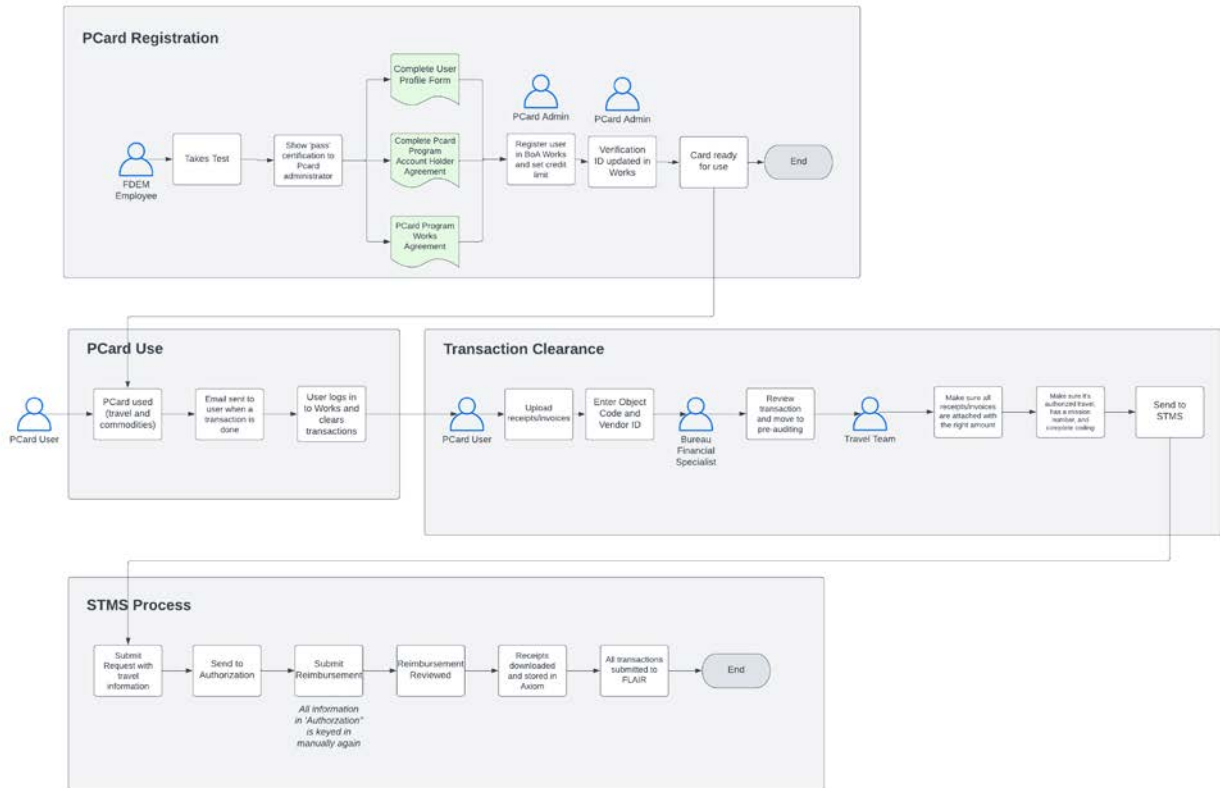 PCard Registration
Complete User
Profile Form
PCard Admin
PCard Admin
FDEM
Employee
Takes Test
Show 'pass'
certification to
Pcard
administrator
Complete Pcard
Program
Account Holder
Agreement
PCard Program
Works
Agreement
Register user
in BoA Works
and set credit
limit
Verification
ID updated in
Works
Card ready
for use
End
PCard Use
PCard User
PCard used
(travel and
commodities)
Email sent to
user when a
transaction is
done
User logs in
to Works and
clears
transactions
Transaction Clearance
PCard User
Upload
receipts/invoices
Enter Object
Code and
Vendor ID
Bureau
Financial
Specialist
Review
transaction
and move to
pre-auditing
Travel Team
Make sure all
receipts/invoices
are attached with
the right amount
Make sure it's
authorized travel,
has a mission
number, and
complete coding
Send to
STMS
STMS Process
Submit
Request with
travel
information
Send to
Authorization
Submit
Reimbursement
All information
in 'Authorzation"
is keyed in
manually again
Reimbursement
Reviewed
Receipts
downloaded
and stored in
Axiom
All transactions
submitted to
FLAIR
End